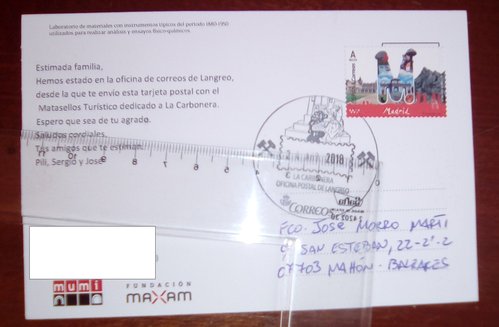 Laboratorio de materiales con instrumentos típicos del período 1880-1950
utilizados para realizar análisis y ensayos físico-químicos.
Estimada familia,
Hemos estado en la oficina de correos de Langreo,
desde la que te envío esta tarjeta postal con el
Matasellos Turístico dedicado a La Carbonera.
Espero que sea de tu agrado.
Saludos cordiales.
Tus amigos que te estiman.
Pili, Sergio y José
A
Madrid
2018
LA CARBONERA
OFICINA POSTAL DE LANGREO
CORREOS
FCO. JOSE MORRO MARTI
SAN ESTEBAN, 22-2º-2
07703 MAHÓN - BALEARES
mumi
FUNDACIÓN
MAXAM